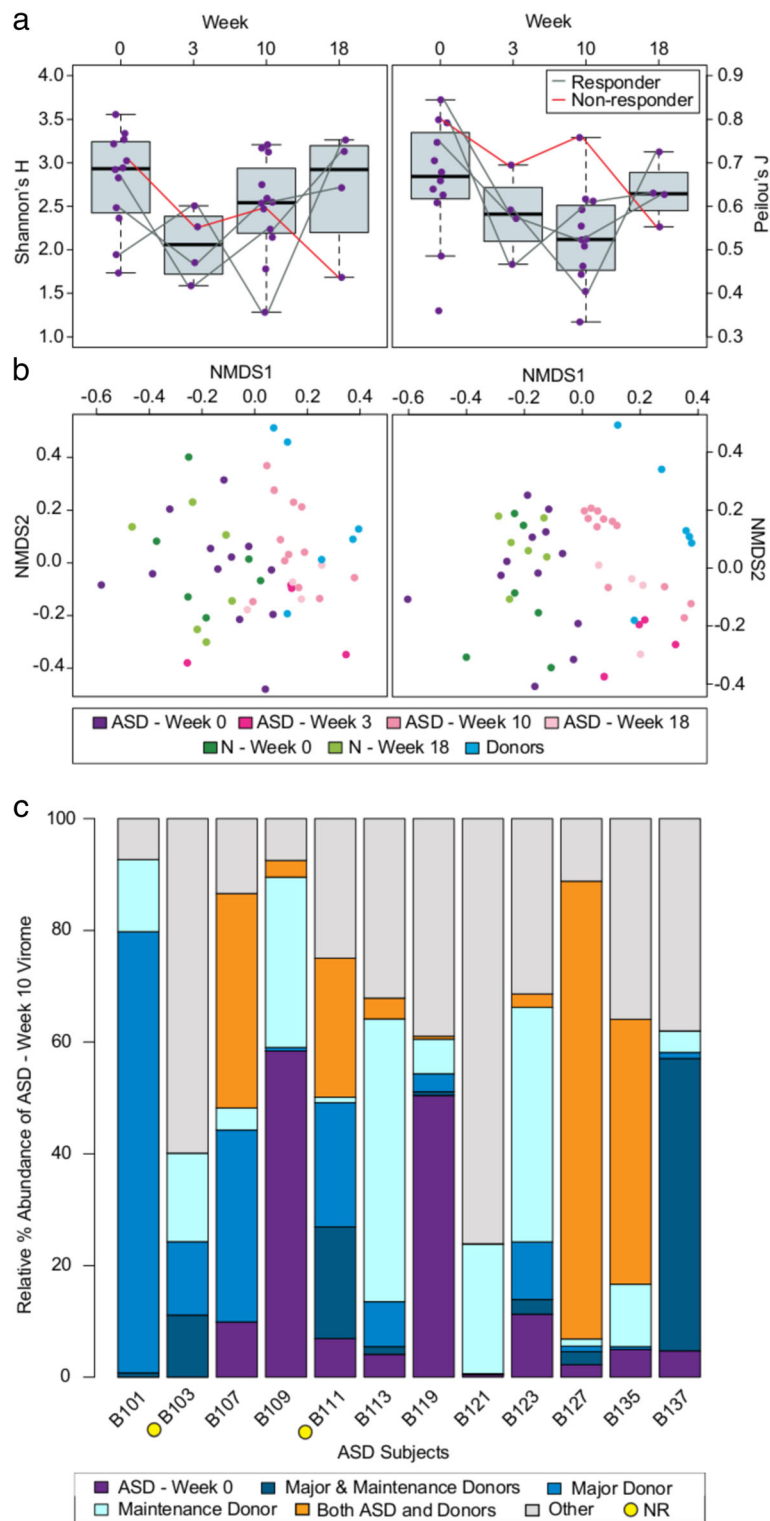 a
Week
Week
0 3 10 18
0 3 10 18
4.0
3.5
3.0
2.5
2.0
1.5
1.0
Shannon's H
Responder
Non-responder
0.9
0.8
0.7
0.6
0.5
0.4
0.3
Peilou's J
b
NMDS1
NMDS1
-0.6 -0.4 -0.2 0.0 0.2 0.4
-0.6 -0.4 -0.2 0.0 0.2 0.4
NMDS2
0.4
0.2
0.0
-0.2
-0.4
0.4
0.2
0.0
-0.2
-0.4
NMDS2
ASD - Week 0 ASD - Week 3 ASD - Week 10 ASD - Week 18
N - Week 0 N - Week 18 Donors
c
Relative % Abundance of ASD - Week 10 Virome
100
80
60
40
20
0
B101 B103 B107 B109 B111 B113 B119 B121 B123 B127 B135 B137
ASD Subjects
ASD - Week 0 Major & Maintenance Donors Major Donor
Maintenance Donor Both ASD and Donors Other NR